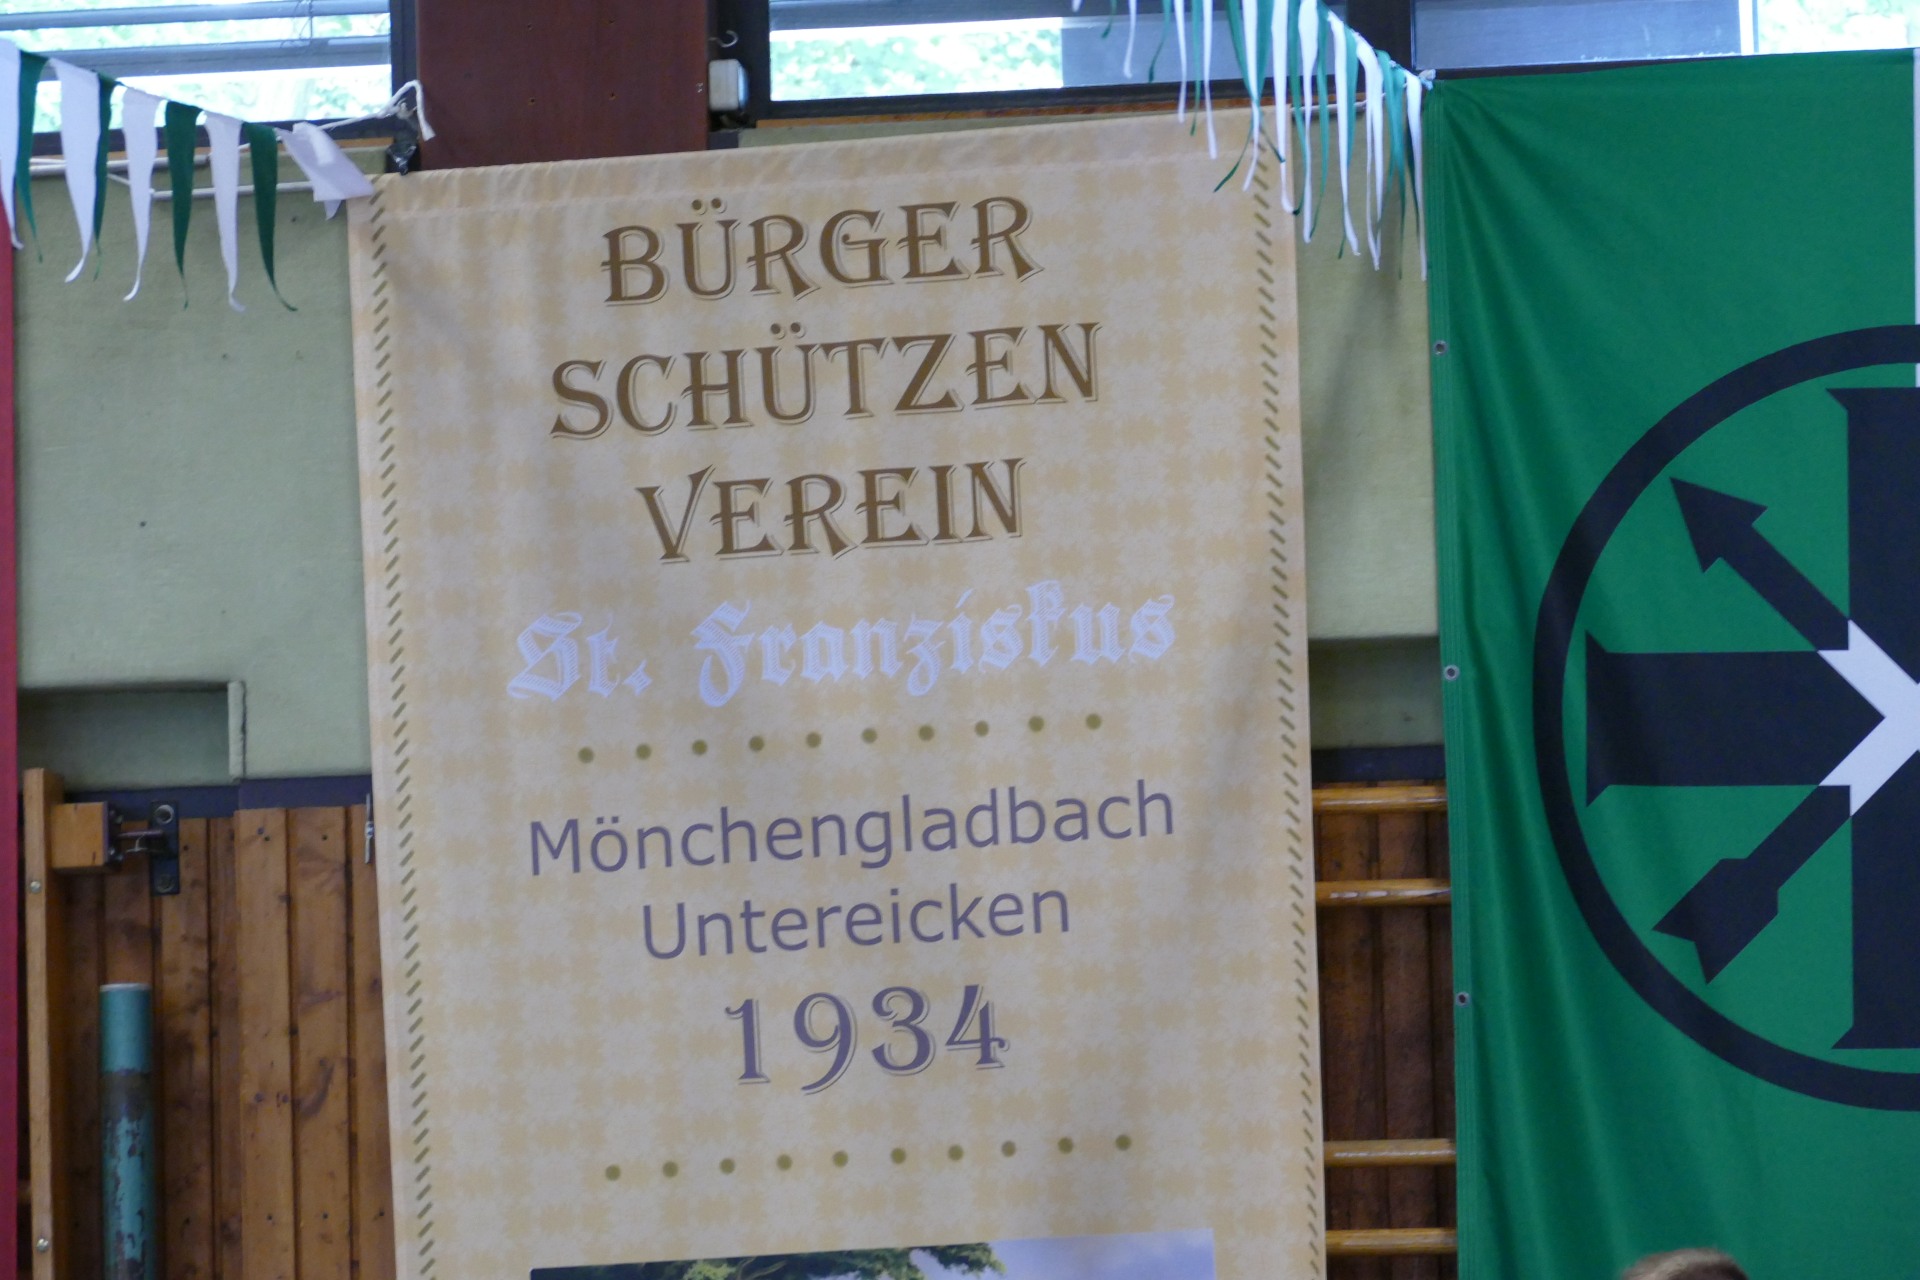 BÜRGER
SCHÜTZEN
VEREIN
St. Franziskus
Mönchengladbach
Untereicken
1934